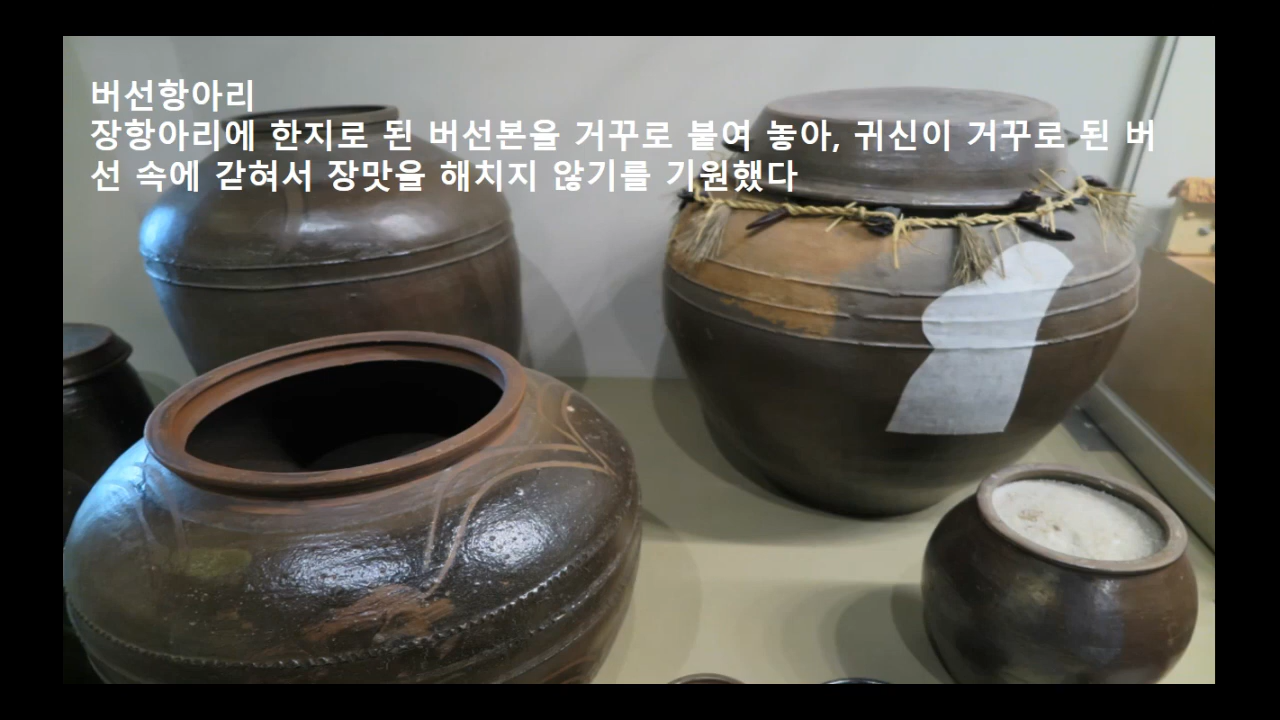 버선항아리
장항아리에 한지로 된 버선본을 거꾸로 붙여 놓아, 귀신이 거꾸로 된 버
선 속에 갇혀서 장맛을 해치지 않기를 기원했다